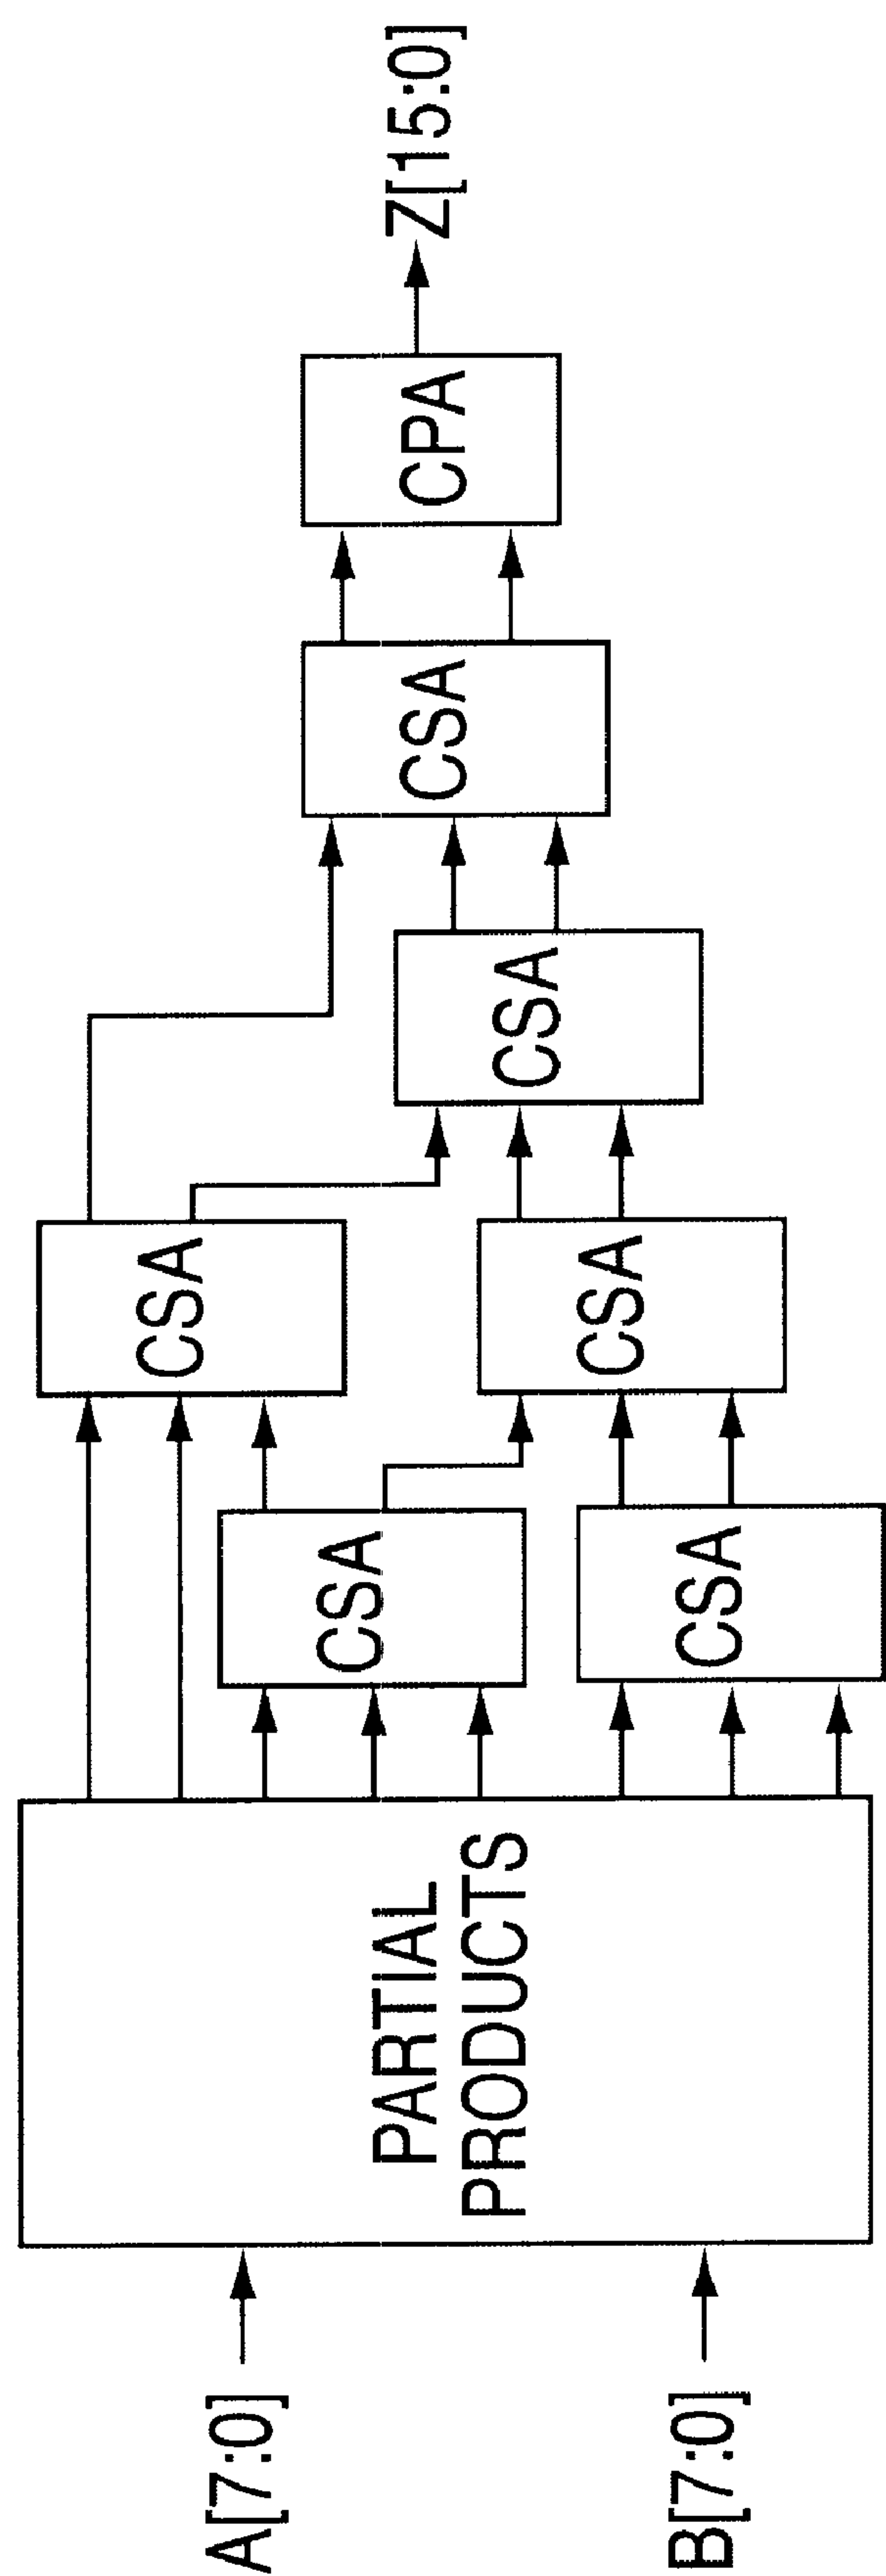 A[7:0]
B[7:0]
PARTIAL
PRODUCTS
CSA
CSA
CSA
CSA
CSA
CSA
CPA
Z[15:0]